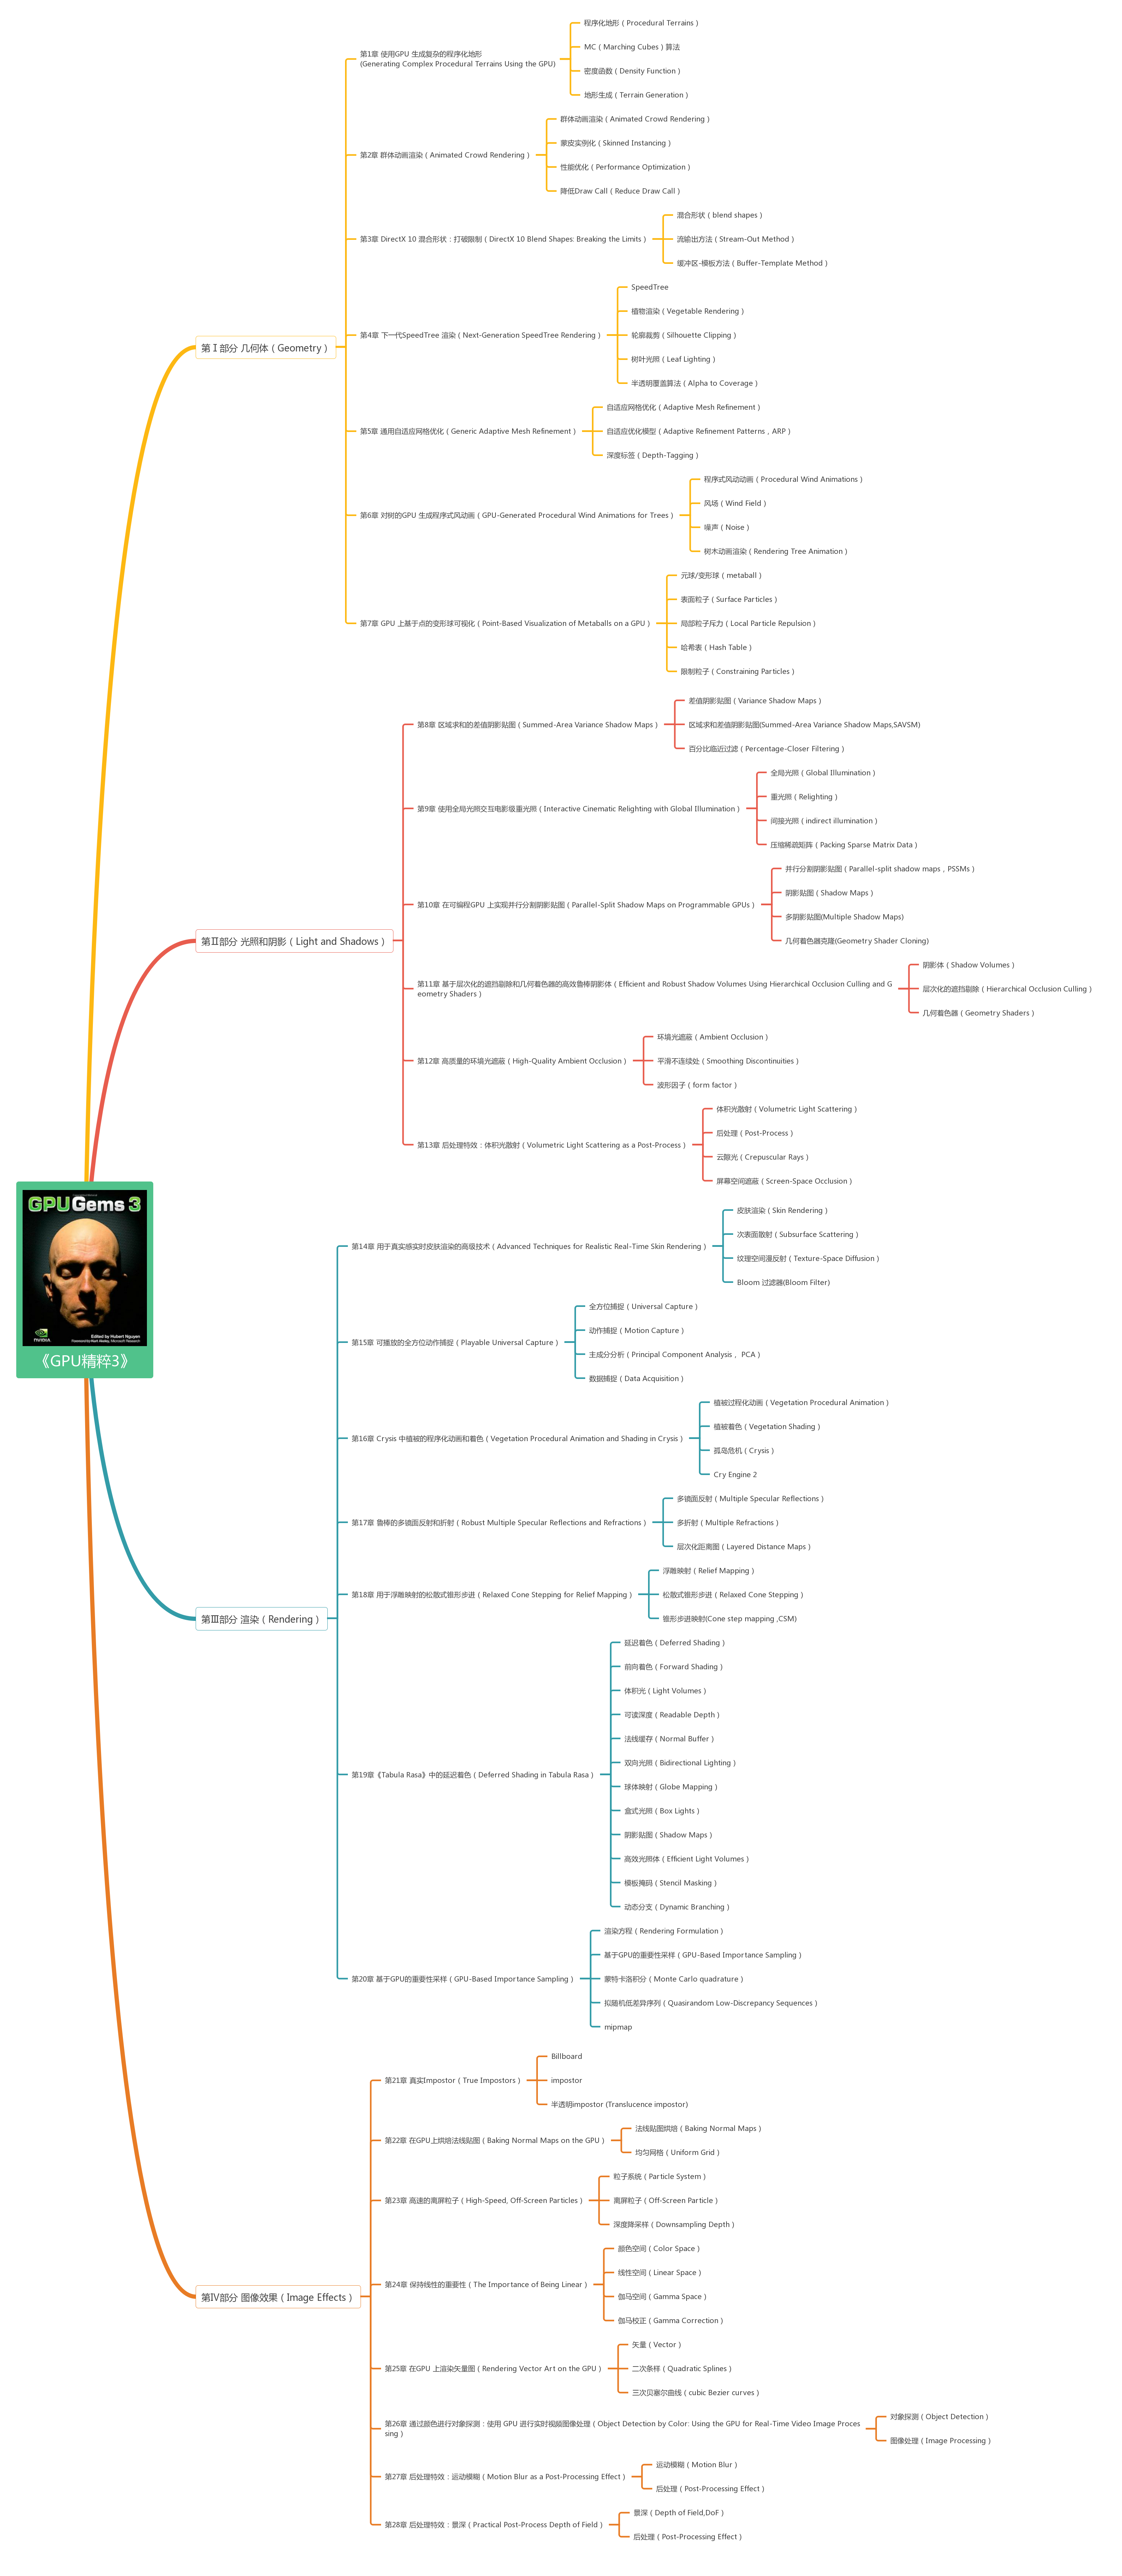 程序化地形 ( Procedural Terrains )
第1章 使用GPU 生成复杂的程序化地形
(Generating Complex Procedural Terrains Using the GPU)
MC ( Marching Cubes ) 算法
密度函数 ( Density Function )
地形生成 ( Terrain Generation )
第2章 群体动画渲染 ( Animated Crowd Rendering )
群体动画渲染 ( Animated Crowd Rendering )
蒙皮实例化 ( Skinned Instancing )
性能优化 ( Performance Optimization )
降低Draw Call ( Reduce Draw Call )
第3章 DirectX 10 混合形状：打破限制 ( DirectX 10 Blend Shapes: Breaking the Limits )
混合形状 ( blend shapes )
流输出方法 ( Stream-Out Method )
缓冲区-模板方法 ( Buffer-Template Method )
第 I 部分 几何体 ( Geometry )
第4章 下一代SpeedTree 渲染 ( Next-Generation SpeedTree Rendering )
SpeedTree
植物渲染 ( Vegetable Rendering )
轮廓裁剪 ( Silhouette Clipping )
树叶光照 ( Leaf Lighting )
半透明覆盖算法 ( Alpha to Coverage )
第5章 通用自适应网格优化 ( Generic Adaptive Mesh Refinement )
自适应网格优化 ( Adaptive Mesh Refinement )
自适应优化模型 ( Adaptive Refinement Patterns，ARP )
深度标签 ( Depth-Tagging )
第6章 对树的GPU 生成程序式风动画 ( GPU-Generated Procedural Wind Animations for Trees )
程序式风动动画 ( Procedural Wind Animations )
风场 ( Wind Field )
噪声 ( Noise )
树木动画渲染 ( Rendering Tree Animation )
第7章 GPU 上基于点的变形球可视化 ( Point-Based Visualization of Metaballs on a GPU )
元球/变形球 ( metaball )
表面粒子 ( Surface Particles )
局部粒子斥力 ( Local Particle Repulsion )
哈希表 ( Hash Table )
限制粒子 ( Constraining Particles )
第8章 区域求和的差值阴影贴图 ( Summed-Area Variance Shadow Maps )
差值阴影贴图 ( Variance Shadow Maps )
区域求和差值阴影贴图(Summed-Area Variance Shadow Maps,SAVSM)
百分比临近过滤 ( Percentage-Closer Filtering )
第9章 使用全局光照交互电影级重光照 ( Interactive Cinematic Relighting with Global Illumination )
全局光照 ( Global Illumination )
重光照 ( Relighting )
间接光照 ( indirect illumination )
压缩稀疏矩阵 ( Packing Sparse Matrix Data )
第II部分 光照和阴影 ( Light and Shadows )
第10章 在可编程GPU 上实现并行分割阴影贴图 ( Parallel-Split Shadow Maps on Programmable GPUs )
并行分割阴影贴图 ( Parallel-split shadow maps，PSSMs )
阴影贴图 ( Shadow Maps )
多阴影贴图(Multiple Shadow Maps)
几何着色器克隆(Geometry Shader Cloning)
第11章 基于层次化的遮挡剔除和几何着色器的高效鲁棒阴影体 ( Efficient and Robust Shadow Volumes Using Hierarchical Occlusion Culling and G
eometry Shaders )
阴影体 ( Shadow Volumes )
层次化的遮挡剔除 ( Hierarchical Occlusion Culling )
几何着色器 ( Geometry Shaders )
第12章 高质量的环境光遮蔽 ( High-Quality Ambient Occlusion )
环境光遮蔽 ( Ambient Occlusion )
平滑不连续处 ( Smoothing Discontinuities )
波形因子 ( form factor )
第13章 后处理特效：体积光散射 ( Volumetric Light Scattering as a Post-Process )
体积光散射 ( Volumetric Light Scattering )
后处理 ( Post-Process )
云隙光 ( Crepuscular Rays )
屏幕空间遮蔽 ( Screen-Space Occlusion )
GPU Gems 3
nVIDIA
Edited by Hubert Nguyen
《GPU精粹3》
第14章 用于真实感实时皮肤渲染的高级技术 ( Advanced Techniques for Realistic Real-Time Skin Rendering )
皮肤渲染 ( Skin Rendering )
次表面散射 ( Subsurface Scattering )
纹理空间漫反射 ( Texture-Space Diffusion )
Bloom 过滤器(Bloom Filter)
第15章 可播放的全方位动作捕捉 ( Playable Universal Capture )
全方位捕捉 ( Universal Capture )
动作捕捉 ( Motion Capture )
主成分分析 ( Principal Component Analysis， PCA )
数据捕捉 ( Data Acquisition )
第16章 Crysis 中植被的程序化动画和着色 ( Vegetation Procedural Animation and Shading in Crysis )
植被过程化动画 ( Vegetation Procedural Animation )
植被着色 ( Vegetation Shading )
孤岛危机 ( Crysis )
Cry Engine 2
第17章 鲁棒的多镜面反射和折射 ( Robust Multiple Specular Reflections and Refractions )
多镜面反射 ( Multiple Specular Reflections )
多折射 ( Multiple Refractions )
层次化距离图 ( Layered Distance Maps )
第III部分 渲染 ( Rendering )
第18章 用于浮雕映射的松散式锥形步进 ( Relaxed Cone Stepping for Relief Mapping )
浮雕映射 ( Relief Mapping )
松散式锥形步进 ( Relaxed Cone Stepping )
锥形步进映射(Cone step mapping ,CSM)
第19章《Tabula Rasa》中的延迟着色 ( Deferred Shading in Tabula Rasa )
延迟着色 ( Deferred Shading )
前向着色 ( Forward Shading )
体积光 ( Light Volumes )
可读深度 ( Readable Depth )
法线缓存 ( Normal Buffer )
双向光照 ( Bidirectional Lighting )
球体映射 ( Globe Mapping )
盒式光照 ( Box Lights )
阴影贴图 ( Shadow Maps )
高效光照体 ( Efficient Light Volumes )
模板掩码 ( Stencil Masking )
动态分支 ( Dynamic Branching )
第20章 基于GPU的重要性采样 ( GPU-Based Importance Sampling )
渲染方程 ( Rendering Formulation )
基于GPU的重要性采样 ( GPU-Based Importance Sampling )
蒙特卡洛积分 ( Monte Carlo quadrature )
拟随机低差异序列 ( Quasirandom Low-Discrepancy Sequences )
mipmap
第21章 真实Impostor ( True Impostors )
Billboard
impostor
半透明impostor (Translucence impostor)
第22章 在GPU上烘焙法线贴图 ( Baking Normal Maps on the GPU )
法线贴图烘焙 ( Baking Normal Maps )
均匀网格 ( Uniform Grid )
第23章 高速的离屏粒子 ( High-Speed, Off-Screen Particles )
粒子系统 ( Particle System )
离屏粒子 ( Off-Screen Particle )
深度降采样 ( Downsampling Depth )
第24章 保持线性的重要性 ( The Importance of Being Linear )
颜色空间 ( Color Space )
线性空间 ( Linear Space )
伽马空间 ( Gamma Space )
伽马校正 ( Gamma Correction )
第IV部分 图像效果 ( Image Effects )
第25章 在GPU 上渲染矢量图 ( Rendering Vector Art on the GPU )
矢量 ( Vector )
二次条样 ( Quadratic Splines )
三次贝塞尔曲线 ( cubic Bezier curves )
第26章 通过颜色进行对象探测：使用 GPU 进行实时视频图像处理 ( Object Detection by Color: Using the GPU for Real-Time Video Image Proces
sing )
对象探测 ( Object Detection )
图像处理 ( Image Processing )
第27章 后处理特效：运动模糊 ( Motion Blur as a Post-Processing Effect )
运动模糊 ( Motion Blur )
后处理 ( Post-Processing Effect )
第28章 后处理特效：景深 ( Practical Post-Process Depth of Field )
景深 ( Depth of Field,DoF )
后处理 ( Post-Processing Effect )